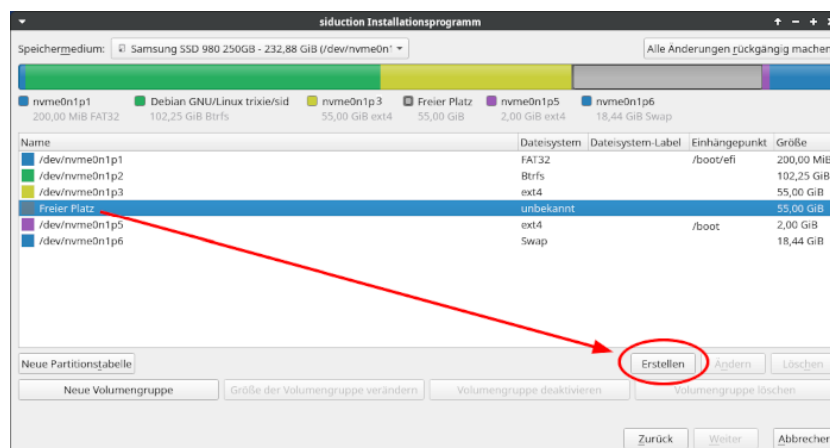 siduction Installationsprogramm
Speichermedium: Samsung SSD 980 250GB - 232,88 GiB (/dev/nvme0n1 Alle Änderungen rückgängig machen
nvme0n1p1 Debian GNU/Linux trixie/sid nvme0n1p3 Freier Platz nvme0n1p5 nvme0n1p6
200,00 MiB FAT32 102,25 GiB Btrfs 55,00 GiB ext4 55,00 GiB 2,00 GiB ext4 18,44 GiB Swap
Name Dateisystem Dateisystem-Label Einhängepunkt Größe
/dev/nvme0n1p1 FAT32 /boot/efi 200,00 MiB
/dev/nvme0n1p2 Btrfs 102,25 GiB
/dev/nvme0n1p3 ext4 55,00 GiB
Freier Platz unbekannt 55,00 GiB
/dev/nvme0n1p5 ext4 /boot 2,00 GiB
/dev/nvme0n1p6 Swap 18,44 GiB
Neue Partitionstabelle Erstellen Ändern Löschen
Neue Volumengruppe Größe der Volumengruppe verändern Volumengruppe deaktivieren Volumengruppe löschen
Zurück Weiter Abbrechen